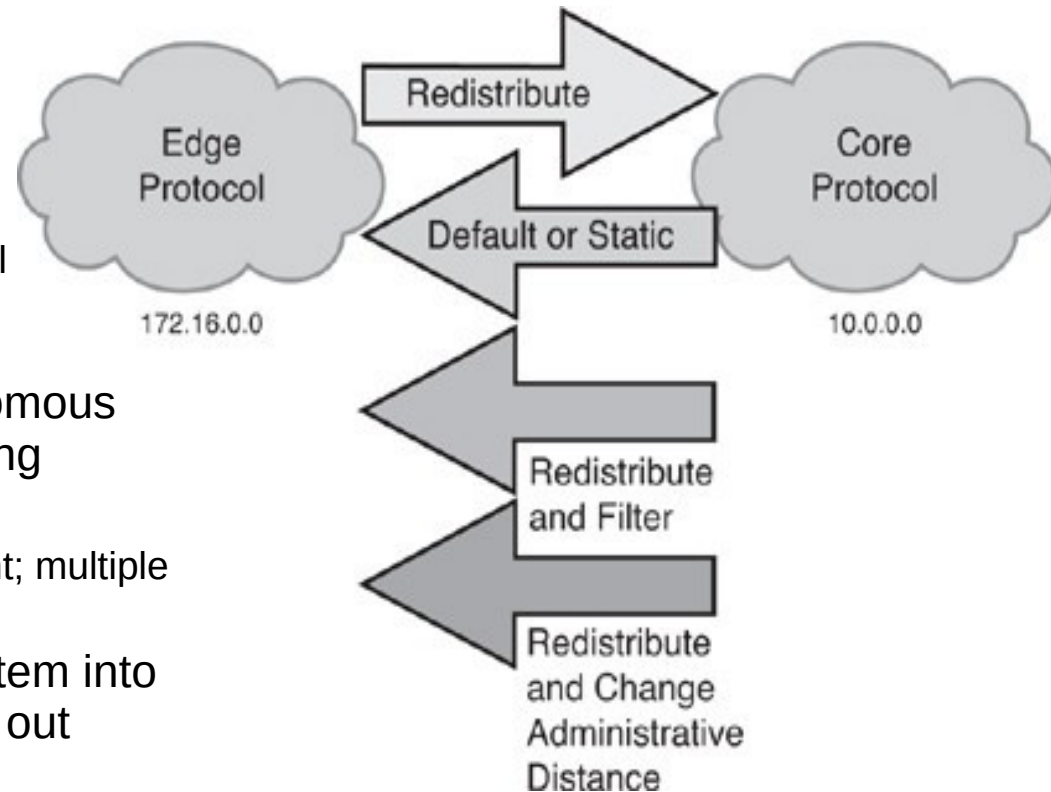 Redistribute
Edge
Protocol
Core
Protocol
Default or Static
172.16.0.0
10.0.0.0
Redistribute
and Filter
Redistribute
and Change
Administrative
Distance
l
omous
ng
nt; multiple
tem into
out